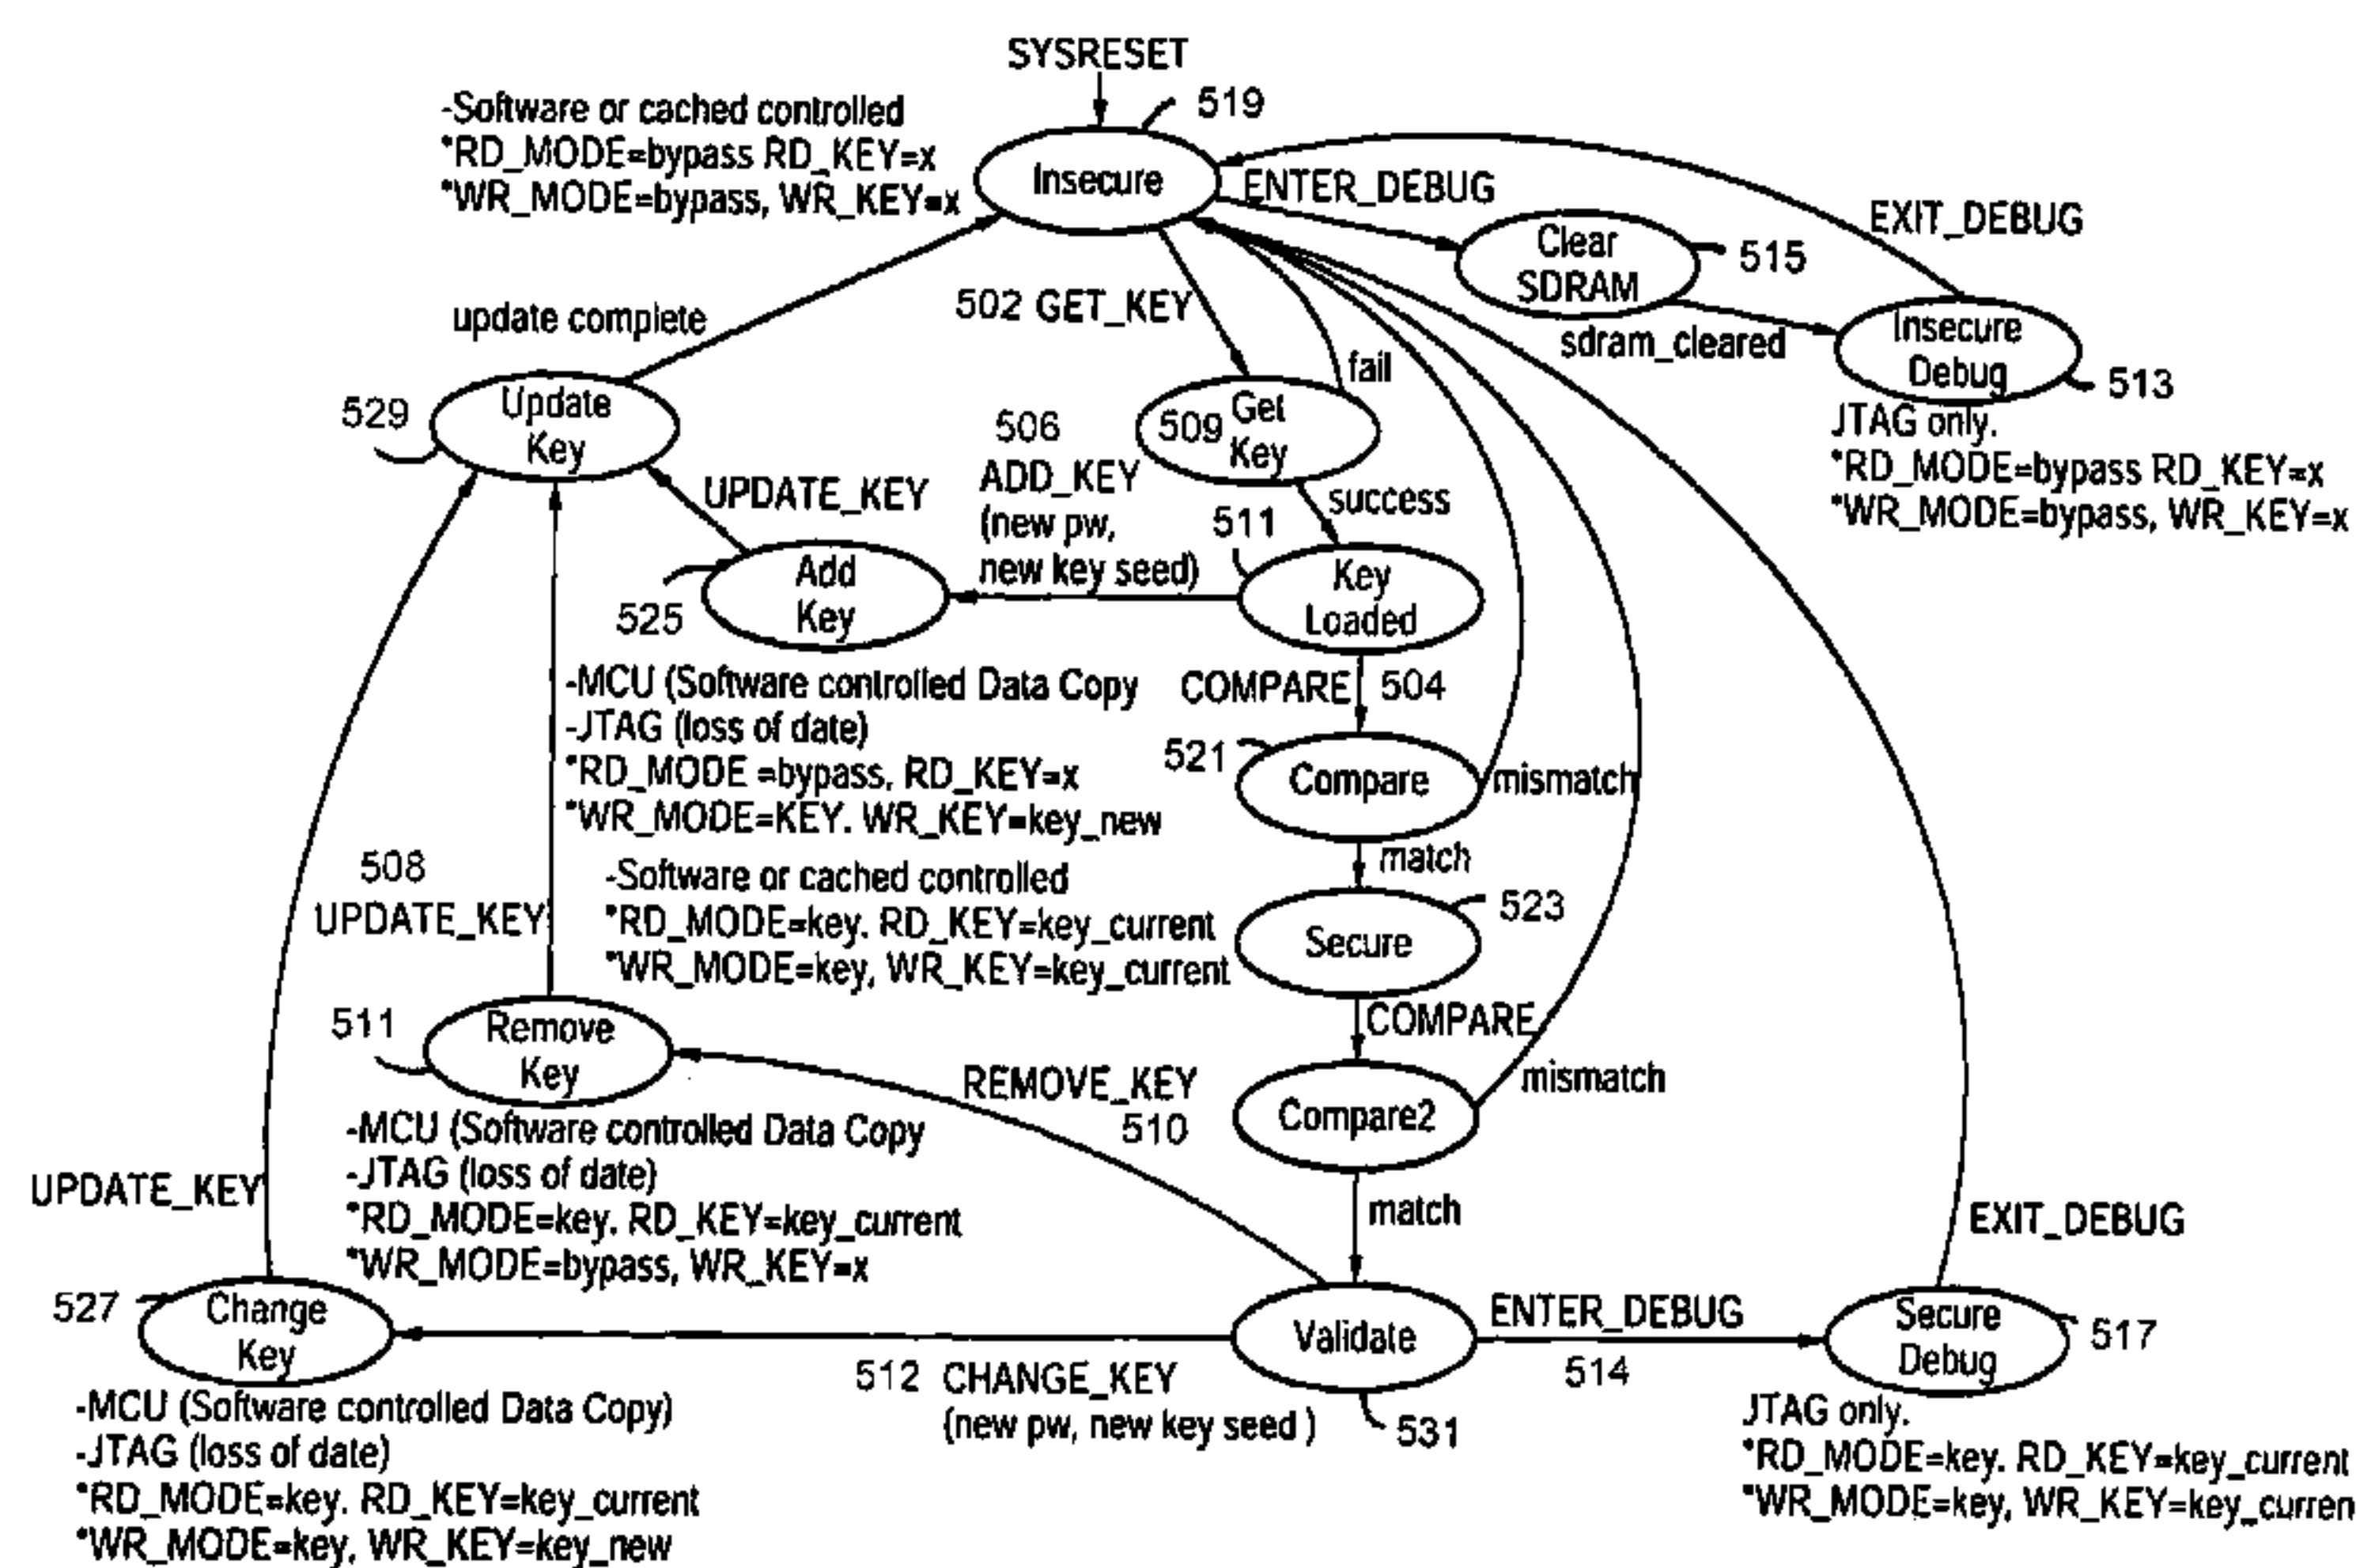 SYSRESET
519
-Software or cached controlled
*RD_MODE=bypass RD_KEY=x
*WR_MODE=bypass, WR_KEY=x
Insecure
ENTER_DEBUG
EXIT_DEBUG
Clear
SDRAM
515
sdram_cleared
Insecure
Debug
513
JTAG only.
*RD_MODE=bypass RD_KEY=x
*WR_MODE=bypass, WR_KEY=x
502 GET_KEY
fail
update complete
529
Update
Key
509 Get
Key
success
506
ADD_KEY
(new pw,
new key seed)
UPDATE_KEY
511
Key
Loaded
525
Add
Key
-MCU (Software controlled Data Copy
-JTAG (loss of date)
*RD_MODE =bypass, RD_KEY=x
*WR_MODE=KEY. WR_KEY=key_new
COMPARE
504
521
Compare
mismatch
match
-Software or cached controlled
*RD_MODE=key. RD_KEY=key_current
*WR_MODE=key, WR_KEY=key_current
523
Secure
508
UPDATE_KEY
COMPARE
511
Remove
Key
REMOVE_KEY
510
Compare2
mismatch
-MCU (Software controlled Data Copy
-JTAG (loss of date)
*RD_MODE=key. RD_KEY=key_current
*WR_MODE=bypass, WR_KEY=x
UPDATE_KEY
match
EXIT_DEBUG
527
Change
Key
512 CHANGE_KEY
(new pw, new key seed )
Validate
531
ENTER_DEBUG
514
Secure
Debug
517
-MCU (Software controlled Data Copy)
-JTAG (loss of date)
*RD_MODE=key. RD_KEY=key_current
*WR_MODE=key, WR_KEY=key_new
JTAG only.
*RD_MODE=key. RD_KEY=key_current
*WR_MODE=key, WR_KEY=key_curren